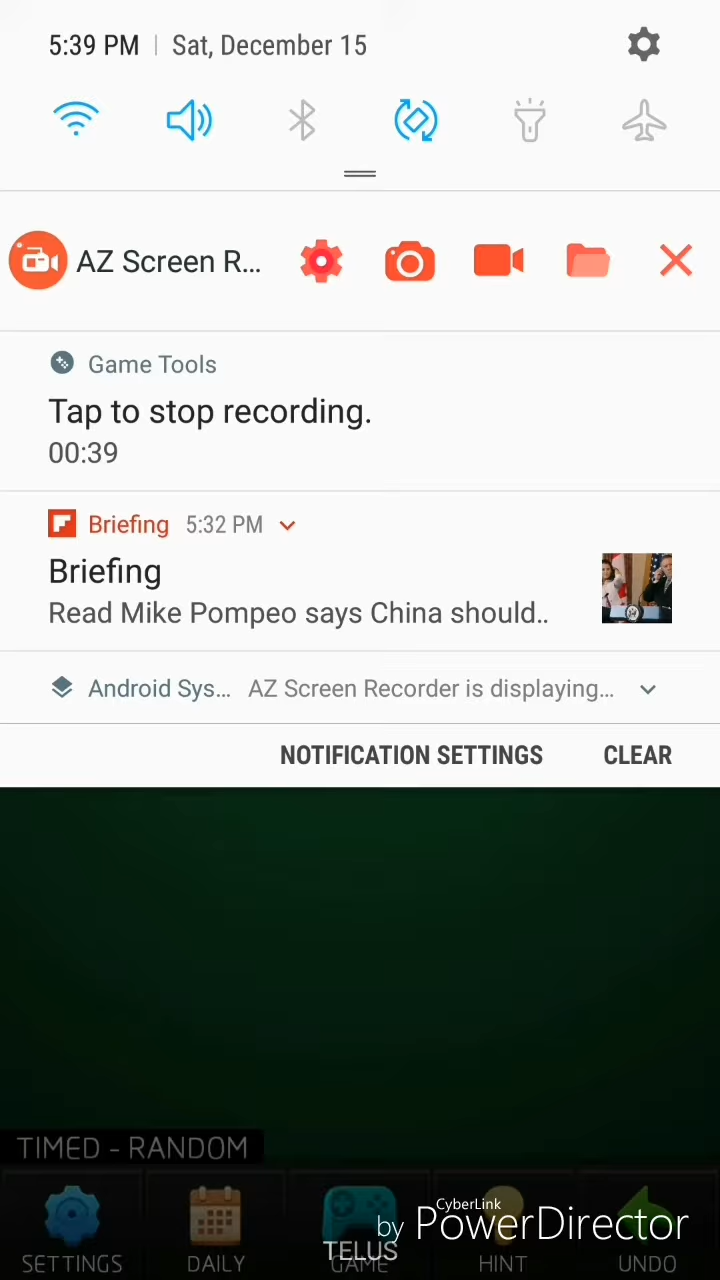 5:39 PM | Sat, December 15
AZ Screen R...
Game Tools
Tap to stop recording.
00:39
Briefing 5:32 PM
Briefing
Read Mike Pompeo says China should..
Android Sys... AZ Screen Recorder is displaying...
NOTIFICATION SETTINGS CLEAR
TIMED - RANDOM
CyberLink
by PowerDirector
TELUS
SETTINGS DAILY GAME HINT UNDO